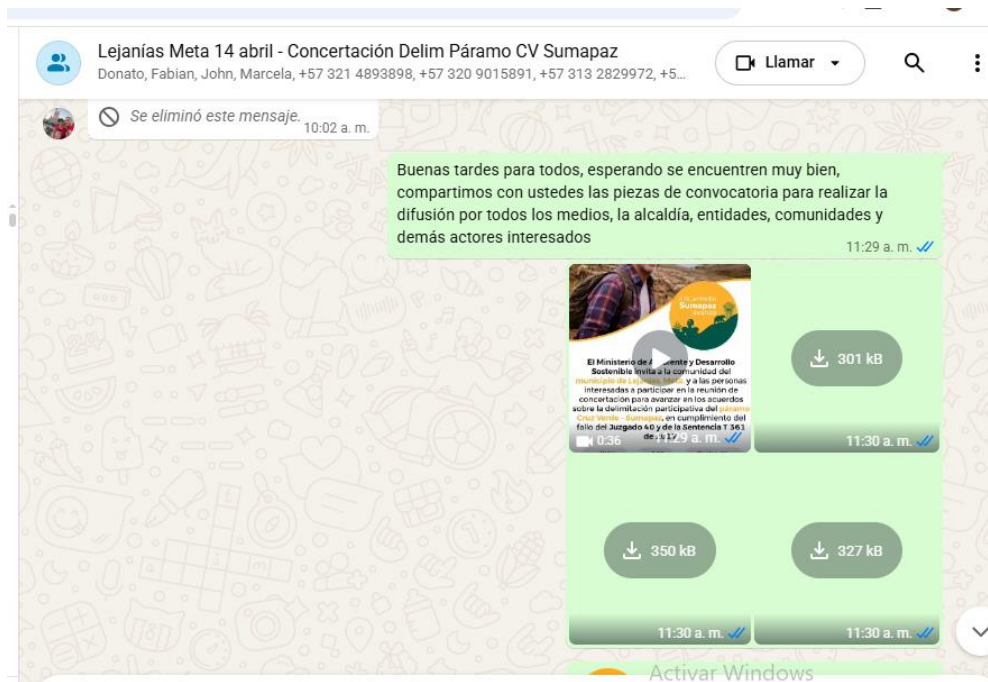 Lejanías Meta 14 abril - Concertación Delim Páramo CV Sumapaz
Donato, Fabian, John, Marcela, +57 321 4893898, +57 320 9015891, +57 313 2829972, +5...
Llamar
Se eliminó este mensaje.
10:02 a. m.
Buenas tardes para todos, esperando se encuentren muy bien,
compartimos con ustedes las piezas de convocatoria para realizar la
difusión por todos los medios, la alcaldía, entidades, comunidades y
demás actores interesados
11:29 a. m.
Sumapaz
El Ministerio de Ambiente y Desarrollo
Sostenible invita a la comunidad del
municipio de Lejanías, Meta, y a las personas
interesadas a participar en la reunión de
concertación para avanzar en los acuerdos
sobre la delimitación participativa del páramo
Cruz Verde - Sumapaz, en cumplimiento del
fallo del Juzgado 40 y de la Sentencia T 361
de 2017
0:36
11:29 a. m.
301 kB
11:30 a. m.
350 kB
327 kB
11:30 a. m.
11:30 a. m.
Activar Windows